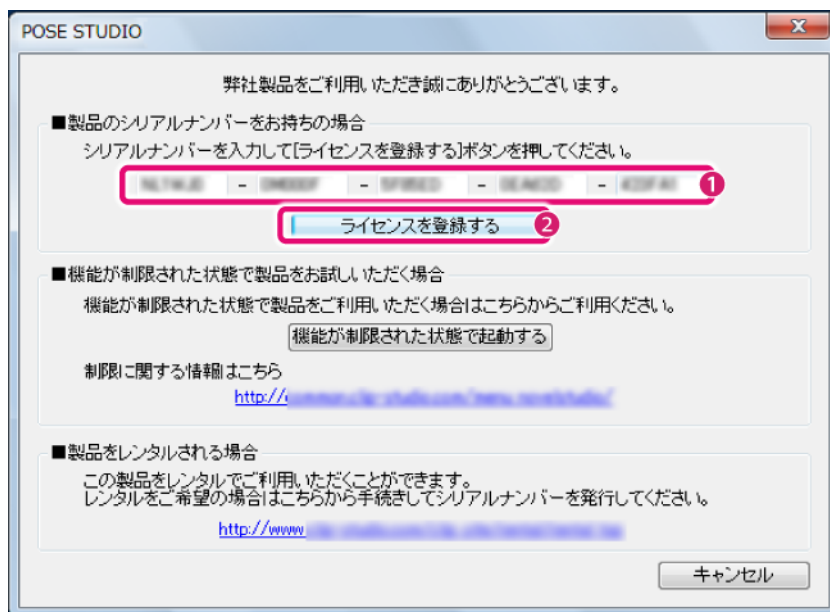 POSE STUDIO
弊社製品をご利用いただき誠にありがとうございます。
■製品のシリアルナンバーをお持ちの場合
シリアルナンバーを入力して[ライセンスを登録する]ボタンを押してください。
- - - - 1
ライセンスを登録する 2
■機能が制限された状態で製品をお試しいただく場合
機能が制限された状態で製品をご利用いただく場合はこちらからご利用ください。
機能が制限された状態で起動する
制限に関する情報はこちら
http://
■製品をレンタルされる場合
この製品をレンタルでご利用いただくことができます。
レンタルをご希望の場合はこちらから手続きしてシリアルナンバーを発行してください。
http://www
キャンセル